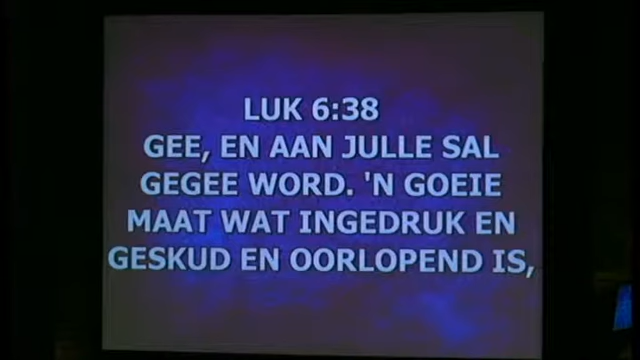 LUK 6:38
GEE, EN AAN JULLE SAL
GEGEE WORD. 'N GOEIE
MAAT WAT INGEDRUK EN
GESKUD EN OORLOPEND IS,